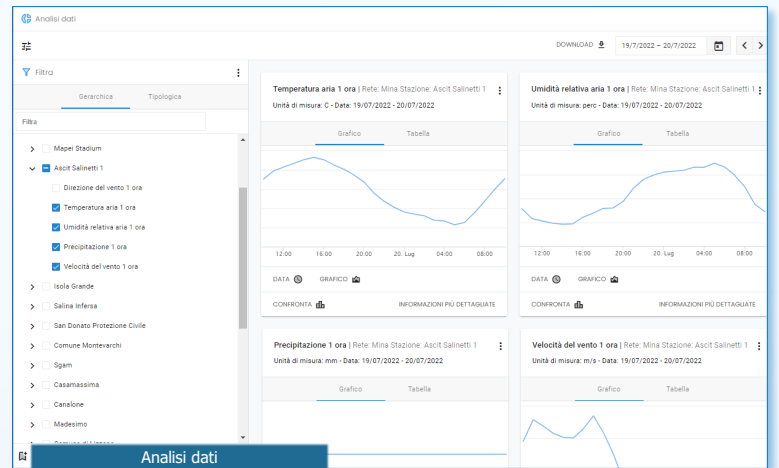 Analisi dati
DOWNLOAD
19/7/2022 – 20/7/2022
Filtra
Gerarchica
Tipologica
Filtra
Mapei Stadium
Ascit Salinetti 1
Direzione del vento 1 ora
Temperatura aria 1 ora
Umidità relativa aria 1 ora
Precipitazione 1 ora
Velocità del vento 1 ora
Isola Grande
Salina Infersa
San Donato Protezione Civile
Comune Montevarchi
Sgam
Casamassima
Canalone
Madesimo
Analisi dati
Temperatura aria 1 ora | Rete: Mina Stazione: Ascit Salinetti 1
Unità di misura: C - Data: 19/07/2022 - 20/07/2022
Grafico Tabella
12:00 16:00 20:00 20. Lug 04:00 08:00
DATA GRAFICO
CONFRONTA INFORMAZIONI PIÙ DETTAGLIATE
Umidità relativa aria 1 ora | Rete: Mina Stazione: Ascit Salinetti 1
Unità di misura: perc - Data: 19/07/2022 - 20/07/2022
Grafico Tabella
12:00 16:00 20:00 20. Lug 04:00 08:00
DATA GRAFICO
CONFRONTA INFORMAZIONI PIÙ DETTAGLIATE
Precipitazione 1 ora | Rete: Mina Stazione: Ascit Salinetti 1
Unità di misura: mm - Data: 19/07/2022 - 20/07/2022
Grafico Tabella
Velocità del vento 1 ora | Rete: Mina Stazione: Ascit Salinetti 1
Unità di misura: m/s - Data: 19/07/2022 - 20/07/2022
Grafico Tabella